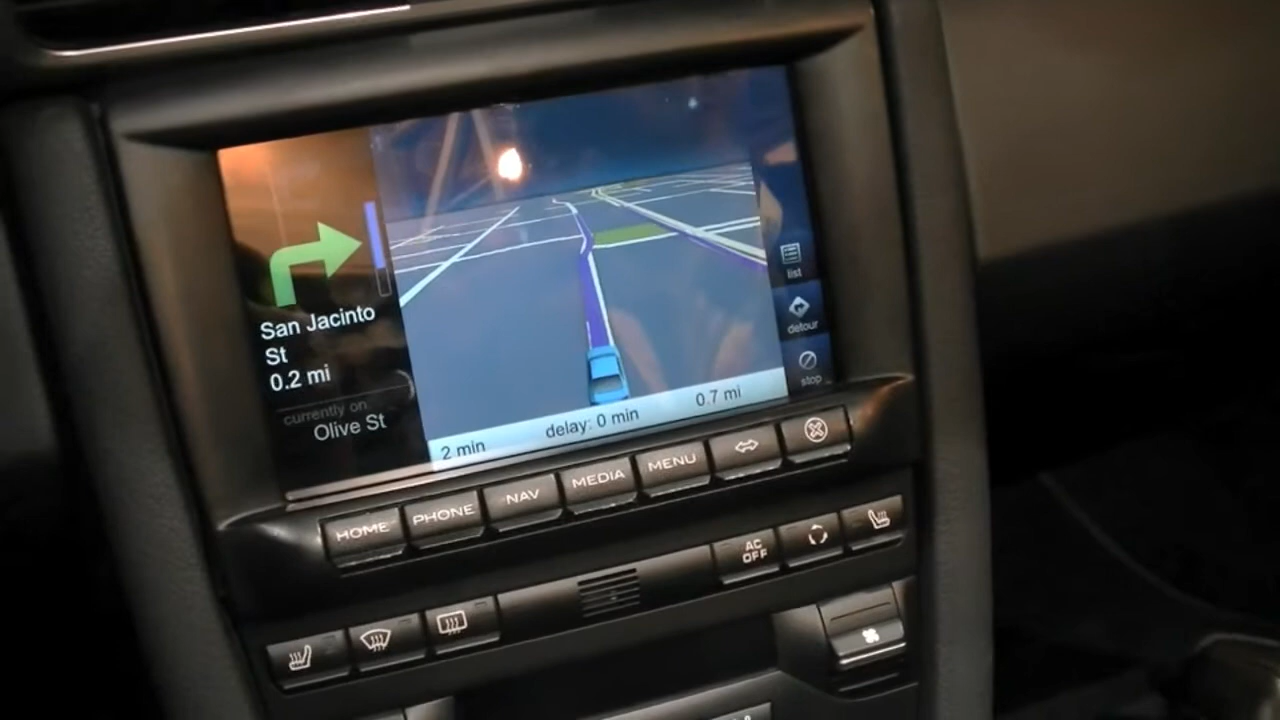 San Jacinto
St
0.2 mi
currently on
Olive St
list
detour
stop
2 min
delay: 0 min
0.7 mi
HOME
PHONE
NAV
MEDIA
MENU
AC
OFF